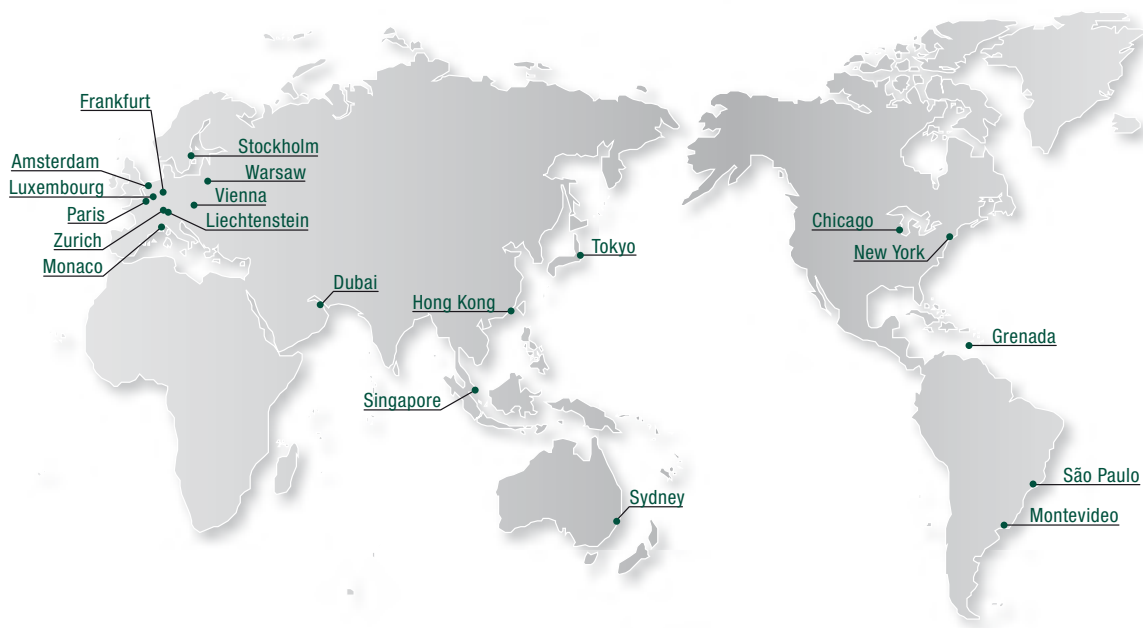 Frankfurt
Stockholm
Amsterdam
Warsaw
Luxembourg
Vienna
Paris
Liechtenstein
Zurich
Monaco
Dubai
Hong Kong
Tokyo
Singapore
Sydney
Chicago
New York
Grenada
São Paulo
Montevideo